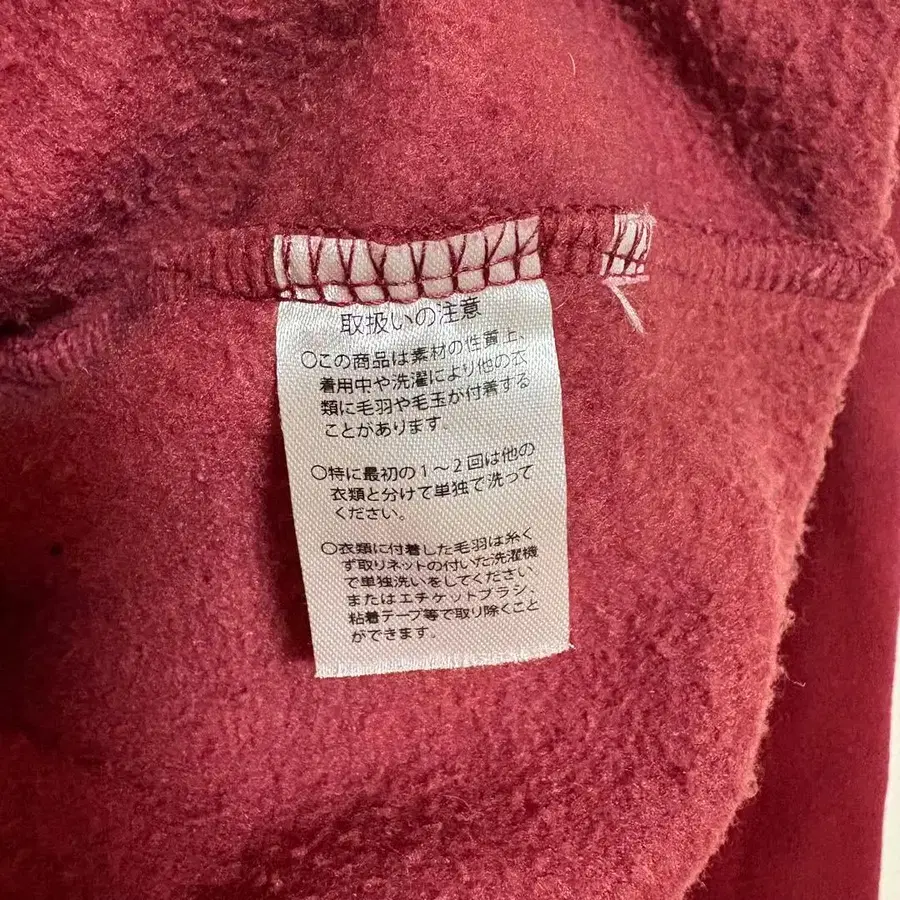 取扱いの注意
○この商品は素材の性質上、
着用中や洗濯により他の衣
類に毛羽や毛玉が付着する
ことがあります。
○特に最初の1～2回は他の
衣類と分けて単独で洗って
ください。
○衣類に付着した毛羽は糸く
ず取りネットの付いた洗濯機
で単独洗いをしてください
またはエチケットブラシ、
粘着テープ等で取り除くこと
ができます。